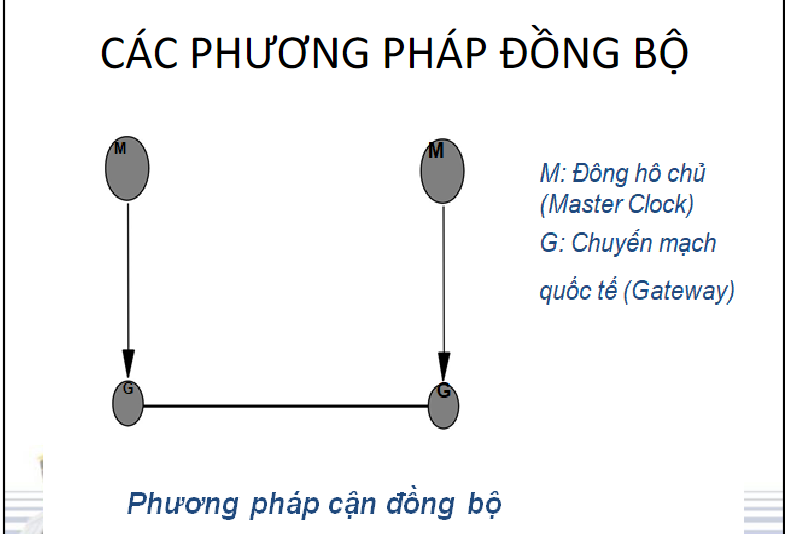 CÁC PHƯƠNG PHÁP ĐỒNG BỘ
M
M
M: Đông hô chủ
(Master Clock)
G: Chuyển mạch
quốc tế (Gateway)
G
G
Phương pháp cận đồng bộ